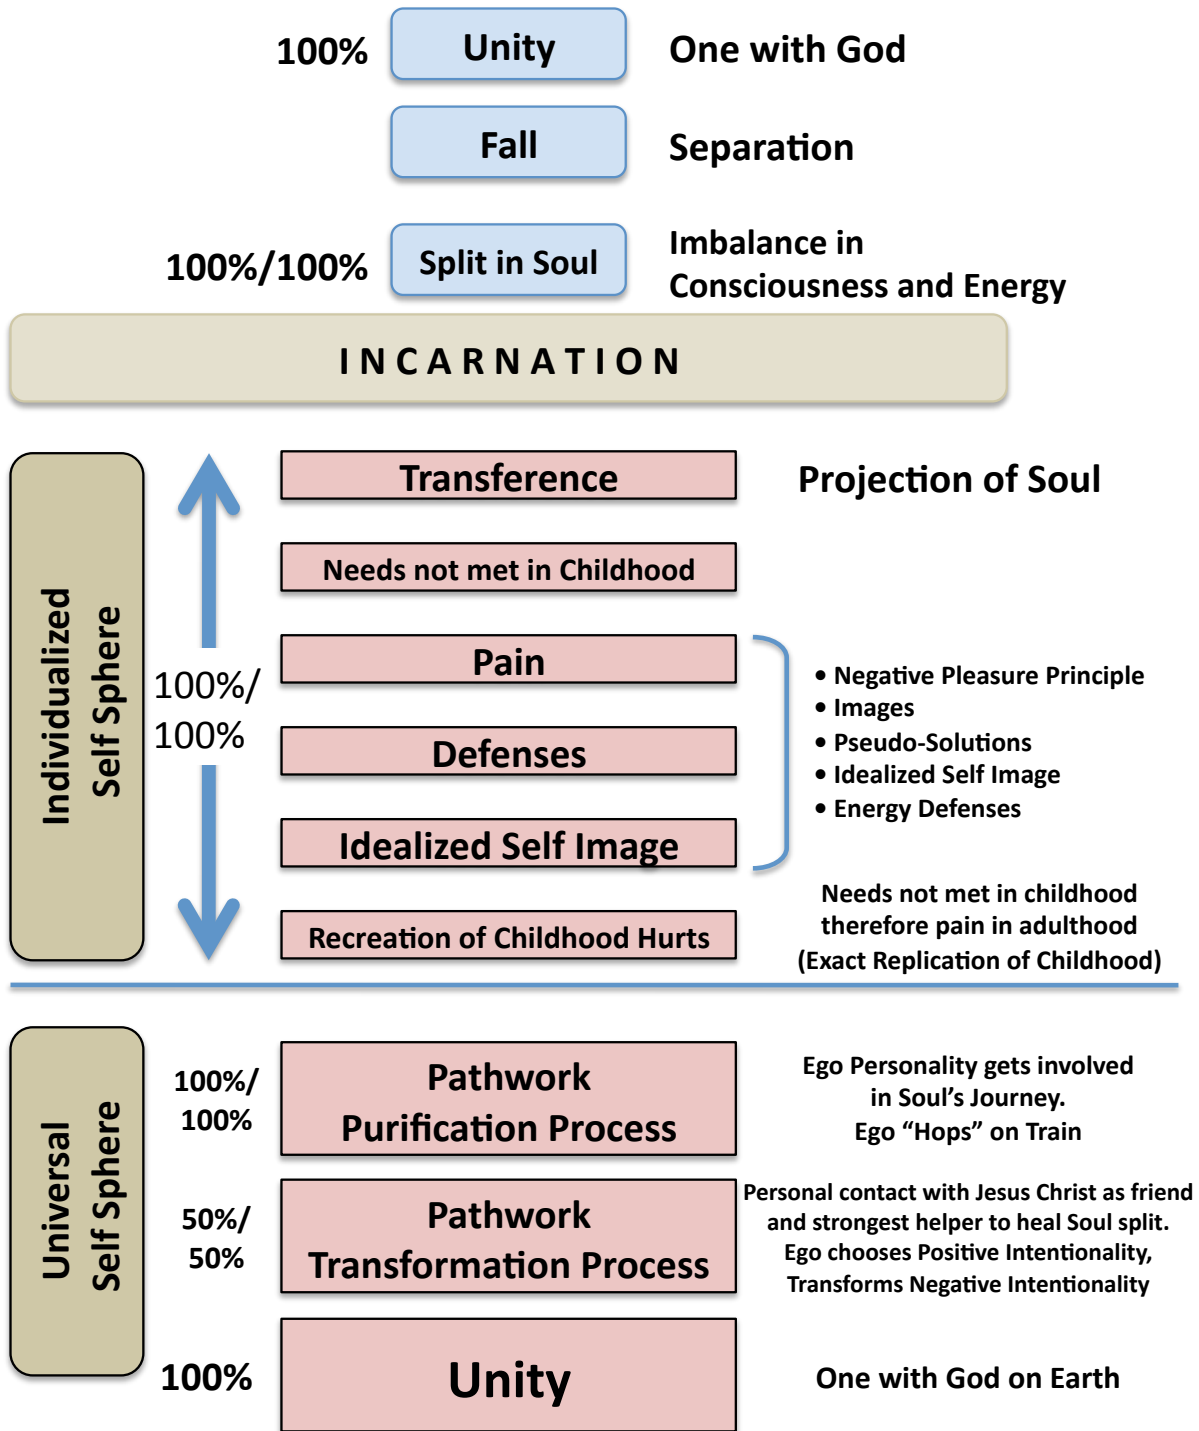 100%
Unity
One with God
Fall
Separation
100%/100%
Split in Soul
Imbalance in
Consciousness and Energy
INCARNATION
Individualized
Self Sphere
100%/
100%
Transference
Projection of Soul
Needs not met in Childhood
Pain
Defenses
Idealized Self Image
• Negative Pleasure Principle
• Images
• Pseudo-Solutions
• Idealized Self Image
• Energy Defenses
Recreation of Childhood Hurts
Needs not met in childhood
therefore pain in adulthood
(Exact Replication of Childhood)
Universal
Self Sphere
100%/
100%
Pathwork
Purification Process
Ego Personality gets involved
in Soul’s Journey.
Ego “Hops” on Train
50%/
50%
Pathwork
Transformation Process
Personal contact with Jesus Christ as friend
and strongest helper to heal Soul split.
Ego chooses Positive Intentionality,
Transforms Negative Intentionality
100%
Unity
One with God on Earth